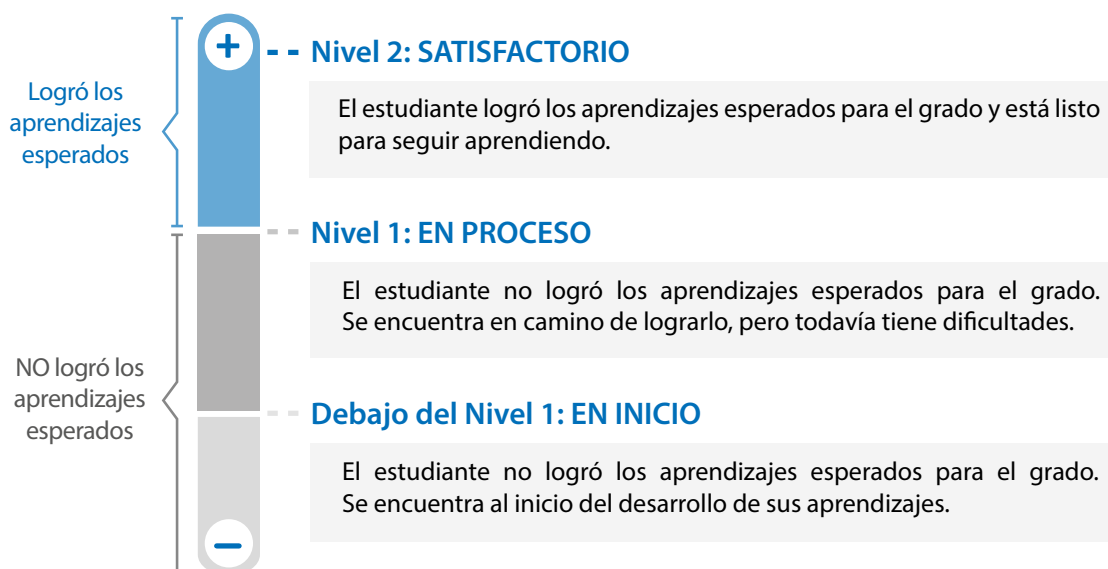 +
Nivel 2: SATISFACTORIO
El estudiante logró los aprendizajes esperados para el grado y está listo
para seguir aprendiendo.
Logró los
aprendizajes
esperados
Nivel 1: EN PROCESO
El estudiante no logró los aprendizajes esperados para el grado.
Se encuentra en camino de lograrlo, pero todavía tiene dificultades.
NO logró los
aprendizajes
esperados
Debajo del Nivel 1: EN INICIO
El estudiante no logró los aprendizajes esperados para el grado.
Se encuentra al inicio del desarrollo de sus aprendizajes.
–